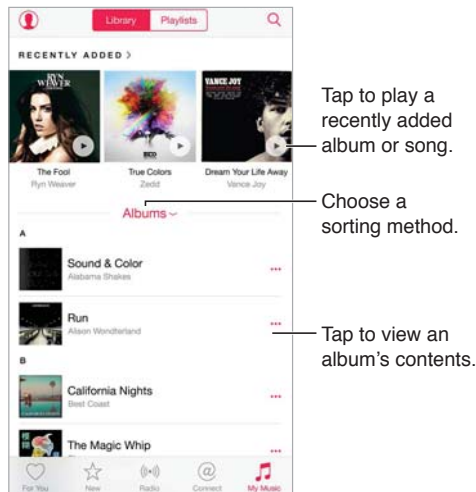 Library Playlists
RECENTLY ADDED >
RYN WEAVER
VANCE JOY
The Fool
Ryn Weaver
True Colors
Zedd
Dream Your Life Away
Vance Joy
Tap to play a
recently added
album or song.
Albums
Choose a
sorting method.
A
Sound & Color
Alabama Shakes
Run
Alison Wonderland
Tap to view an
album's contents.
B
California Nights
Best Coast
The Magic Whip
For You
New
Radio
Connect
My Music